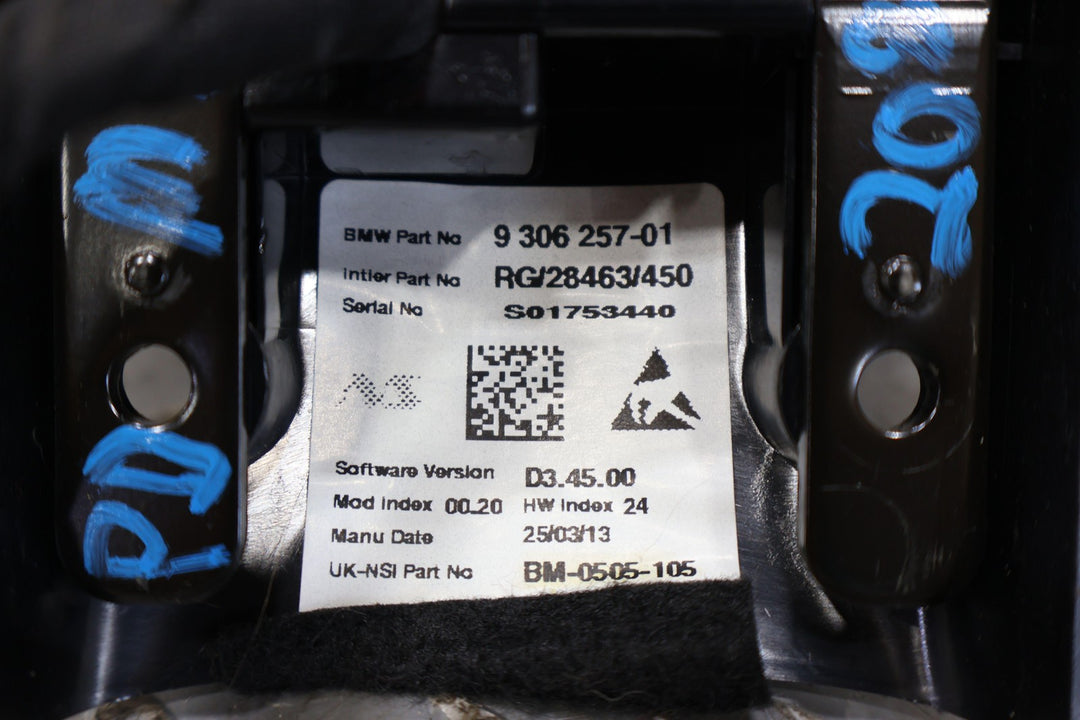 BMW Part No 9 306 257-01
Intier Part No RG/28463/450
Serial No S01753440
NS
Software Version D3.45.00
Mod Index 00.20 HW Index 24
Manu Date 25/03/13
UK-NSI Part No BM-0505-105